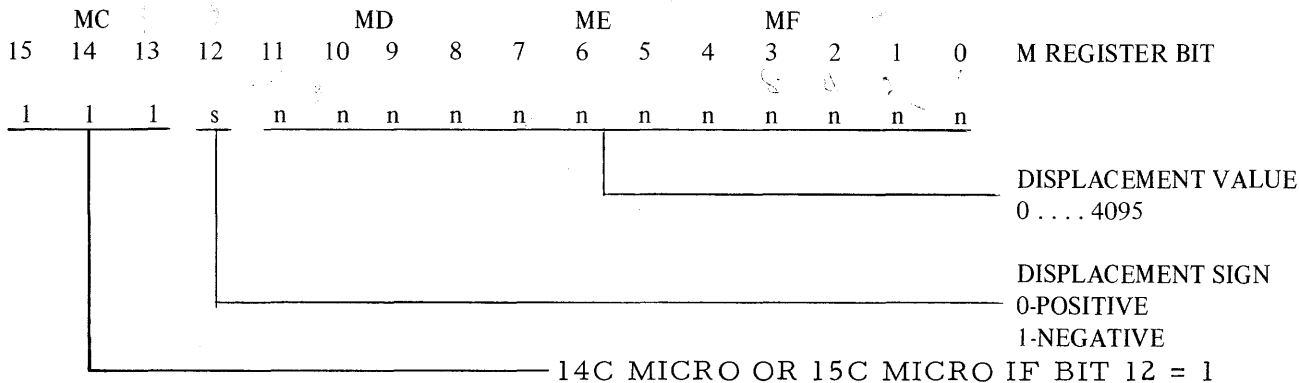 MC MD ME MF
15 14 13 12 11 10 9 8 7 6 5 4 3 2 1 0 M REGISTER BIT
1 1 1 s n n n n n n n n n n n n
DISPLACEMENT VALUE
0 . . . . 4095
DISPLACEMENT SIGN
0-POSITIVE
1-NEGATIVE
14C MICRO OR 15C MICRO IF BIT 12 = 1